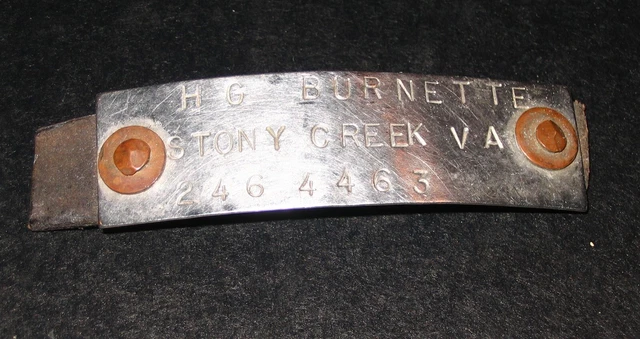 H G BURNETTE
STONY CREEK VA
246 4463